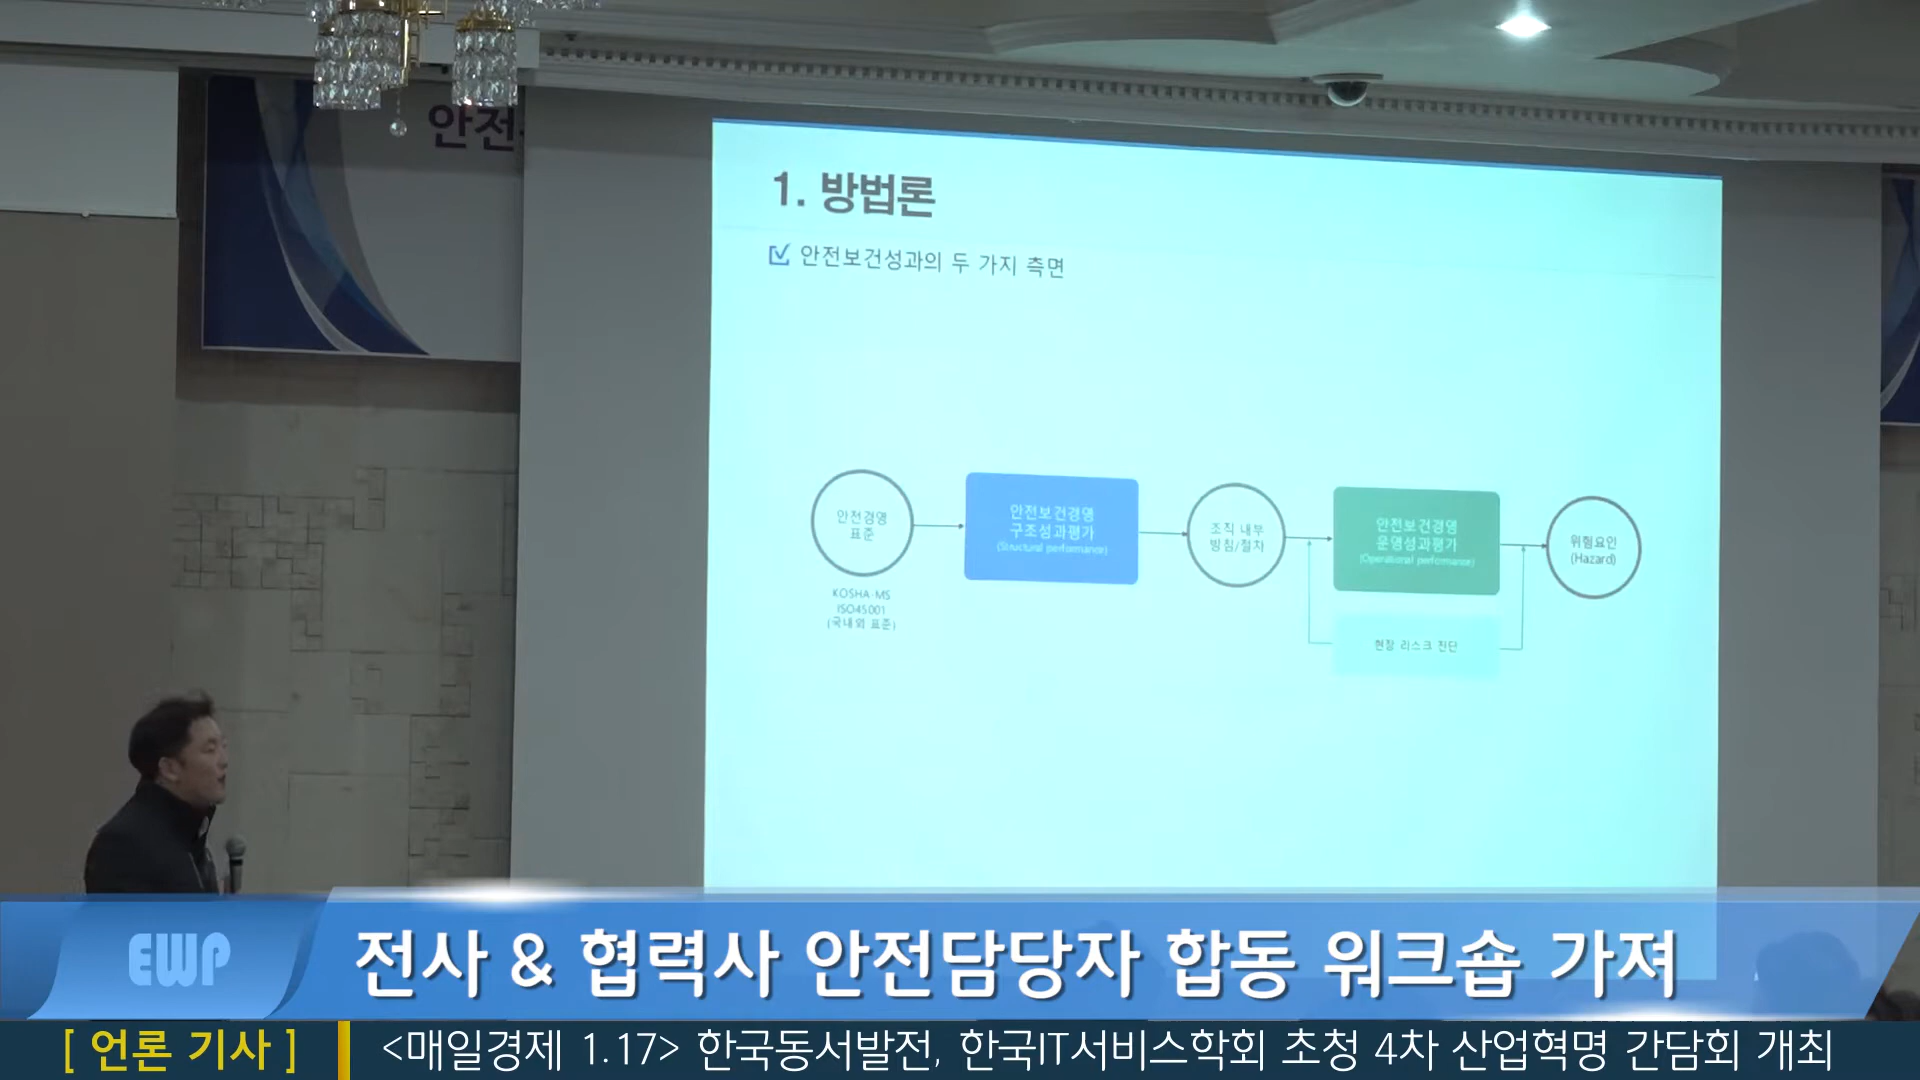 안전
1. 방법론
안전보건성과의 두 가지 측면
안전경영
표준
KOSHA-MS
ISO45001
(국내외 표준)
안전보건경영
구조성과평가
(Structural performance)
조직 내부
방침/절차
안전보건경영
운영성과평가
(Operational performance)
현장 리스크 진단
위험요인
(Hazard)
EWP
전사 & 협력사 안전담당자 합동 워크숍 가져
[ 언론 기사 ]
<매일경제 1.17> 한국동서발전, 한국IT서비스학회 초청 4차 산업혁명 간담회 개최